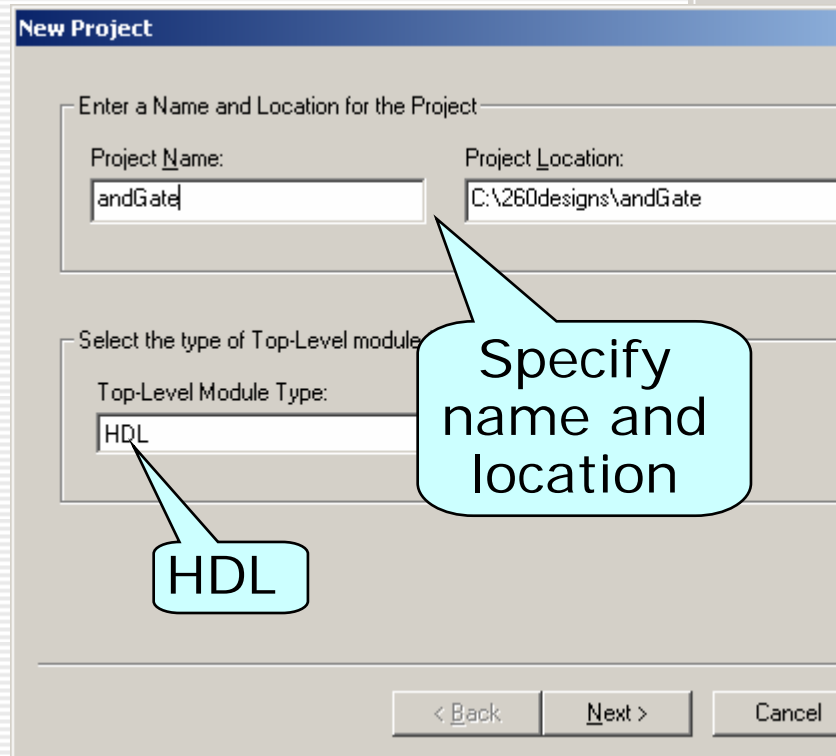 New Project
Enter a Name and Location for the Project
Project Name:
Project Location:
andGate
C:\260designs\andGate
Select the type of Top-Level module
Top-Level Module Type:
HDL
Specify
name and
location
HDL
< Back
Next >
Cancel